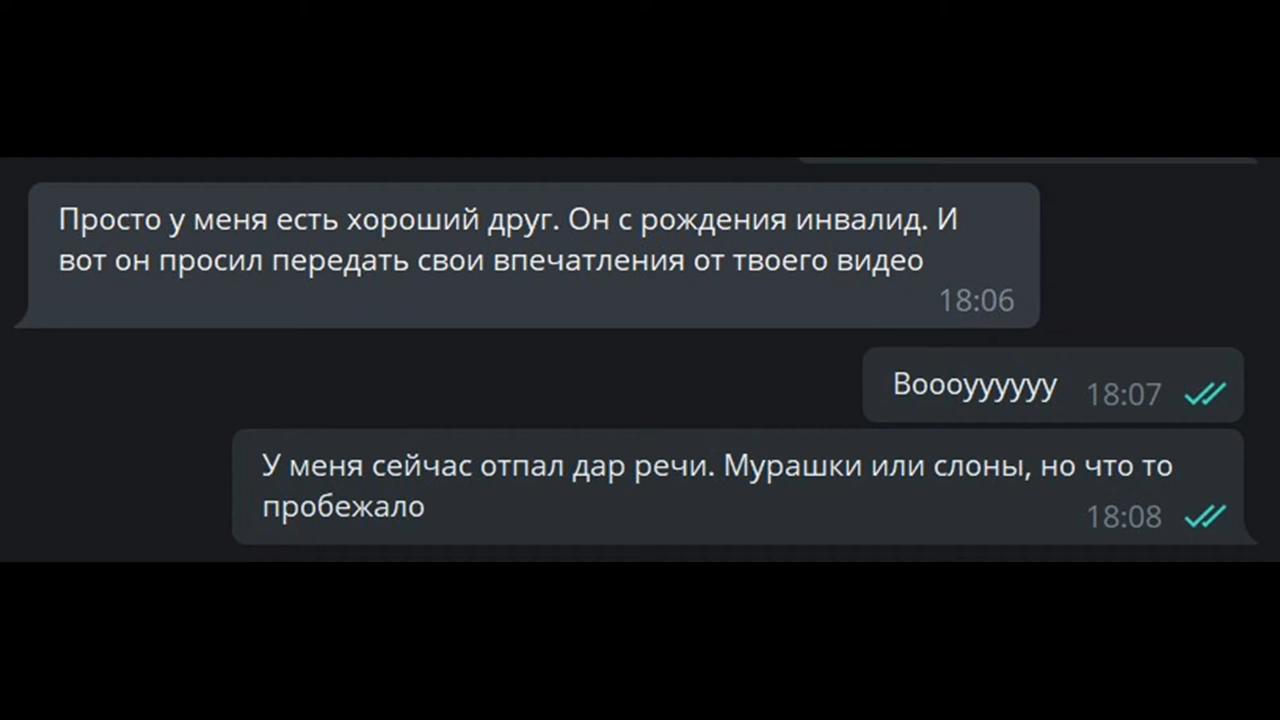 Просто у меня есть хороший друг. Он с рождения инвалид. И
вот он просил передать свои впечатления от твоего видео
18:06
Воооуууууу 18:07
У меня сейчас отпал дар речи. Мурашки или слоны, но что то
пробежало
18:08